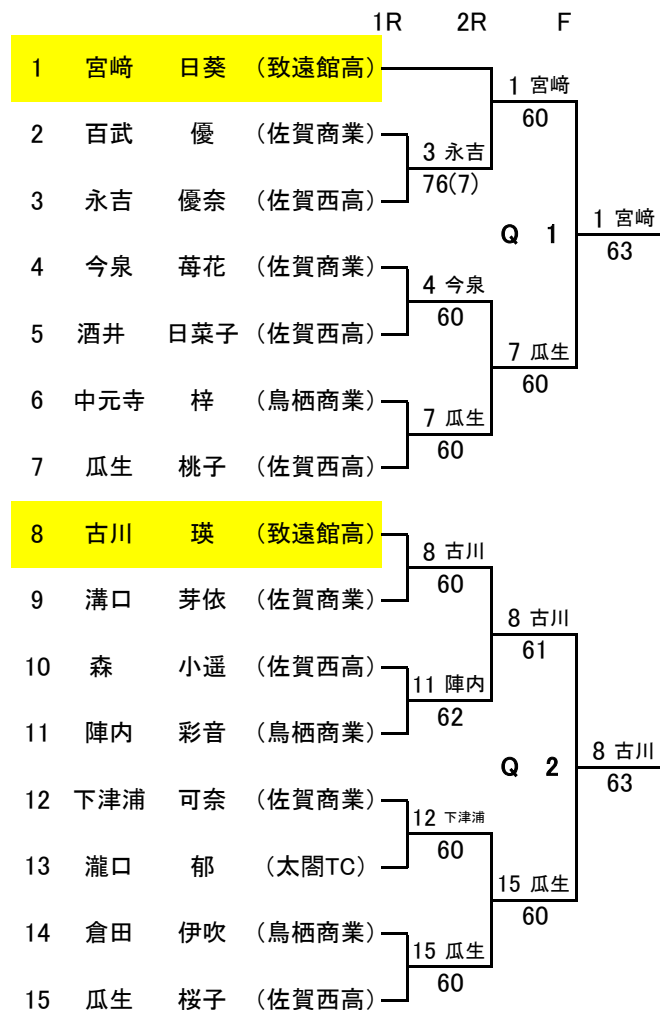 1R 2R F
1 宮﨑 日葵 (致遠館高)
1 宮﨑
60
2 百武 優 (佐賀商業)
3 永吉
76(7)
3 永吉 優奈 (佐賀西高)
Q 1
1 宮﨑
63
4 今泉 苺花 (佐賀商業)
4 今泉
60
5 酒井 日菜子 (佐賀西高)
7 瓜生
60
6 中元寺 梓 (鳥栖商業)
7 瓜生
60
7 瓜生 桃子 (佐賀西高)
8 古川 瑛 (致遠館高)
8 古川
60
9 溝口 芽依 (佐賀商業)
8 古川
61
10 森 小遥 (佐賀西高)
11 陣内
62
11 陣内 彩音 (鳥栖商業)
Q 2
8 古川
63
12 下津浦 可奈 (佐賀商業)
12 下津浦
60
13 瀧口 郁 (太閤TC)
15 瓜生
60
14 倉田 伊吹 (鳥栖商業)
15 瓜生
60
15 瓜生 桜子 (佐賀西高)